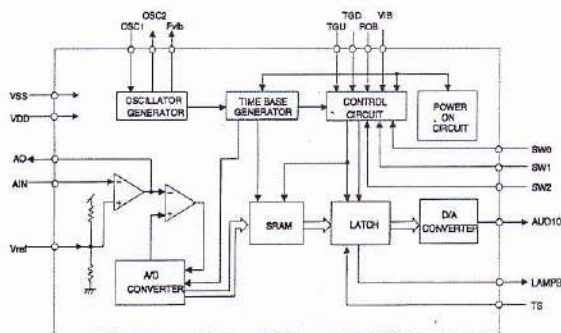 OSC1 OSC2 Fvib
TGU TGD ROB VIB
VSS
VDD
OSCILLATOR
GENERATOR
TIME BASE
GENERATOR
CONTROL
CIRCUIT
POWER
ON
CIRCUIT
SW0
SW1
SW2
AO
AIN
Vref
A/D
CONVERTER
SRAM
LATCH
D/A
CONVERTER
AUD10
LAMPB
TS